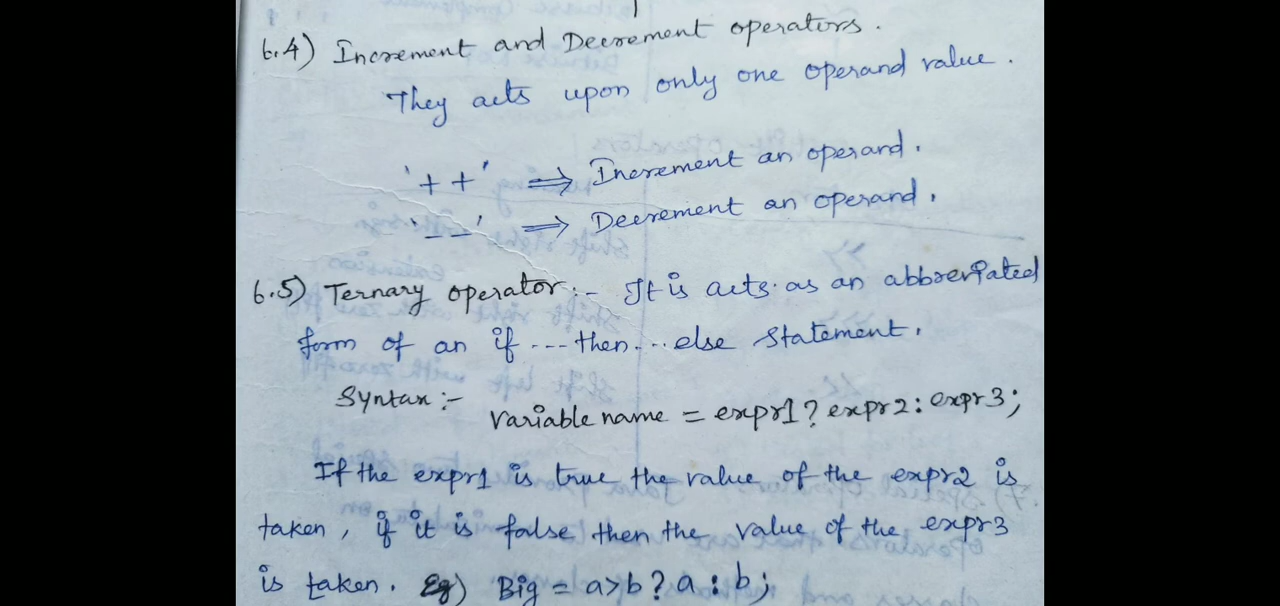 6.4) Increment and Decrement operators.
They acts upon only one operand value.
'++' ⇒ Increment an operand.
'--' ⇒ Decrement an operand.
6.5) Ternary operator:- It is acts as an abbreviated
form of an if ---then... else statement.
Syntax:-
Variable name = expr1? expr2: expr3;
If the expr1 is true the value of the expr2 is
taken, if it is false then the value of the expr3
is taken. Eg) Big = a>b? a: b;